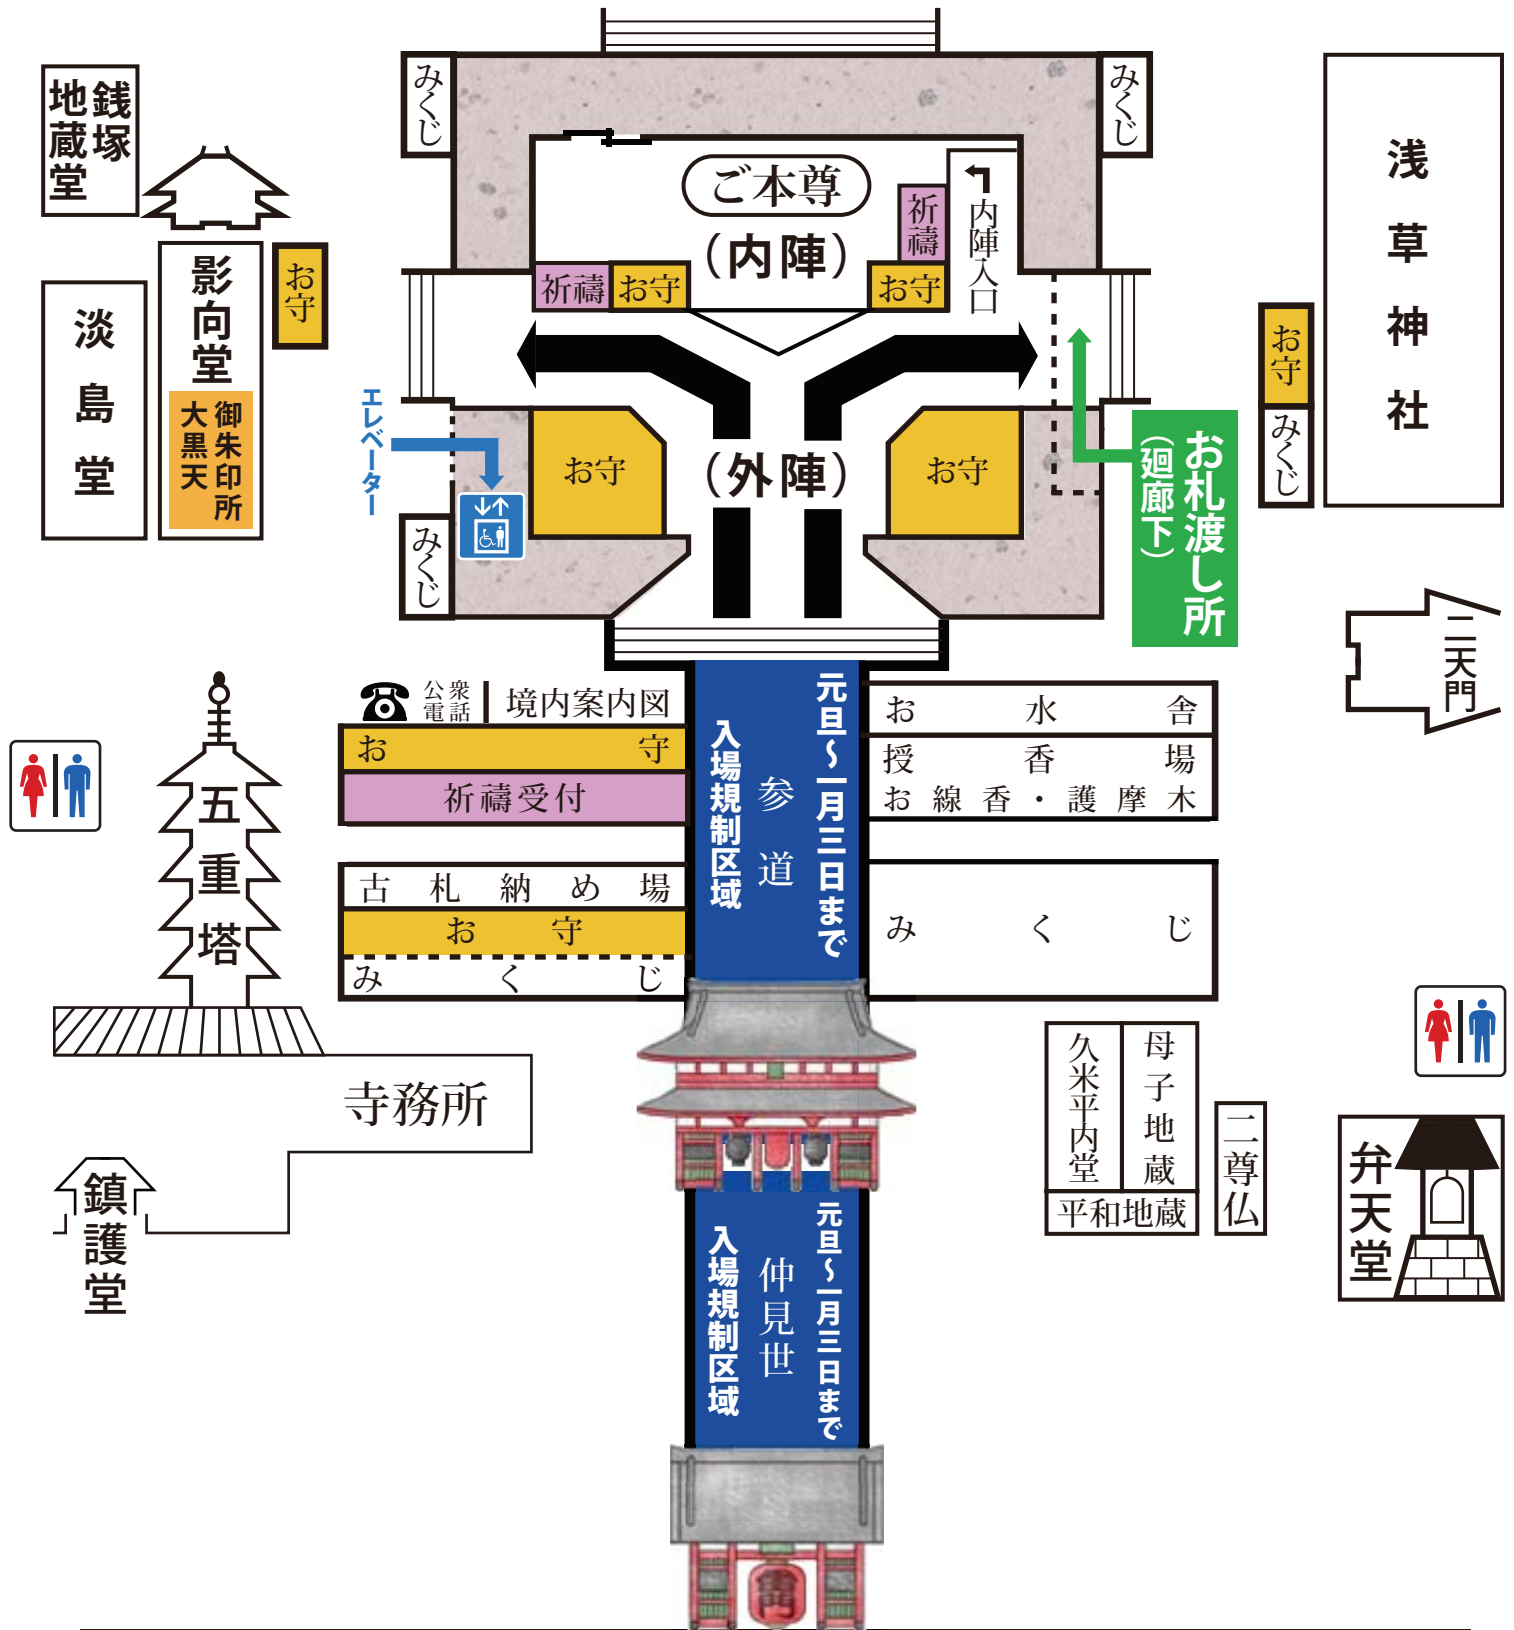 みくじ
みくじ
銭塚
地蔵堂
ご本尊
(内陣)
祈禱
内陣入口
祈禱
お守
お守
浅草神社
影向堂
御朱印所
大黒天
お守
淡島堂
お守
みくじ
エレベーター
お守
(外陣)
お守
お札渡し所
(廻廊下)
みくじ
二天門
公衆
電話
境内案内図
お守
祈禱受付
元旦〜一月三日まで
参道
入場規制区域
お水舎
授香場
お線香・護摩木
五重塔
古札納め場
お守
みくじ
みくじ
寺務所
鎮護堂
母子地蔵
久米平内堂
平和地蔵
二尊仏
弁天堂
元旦〜一月三日まで
仲見世
入場規制区域